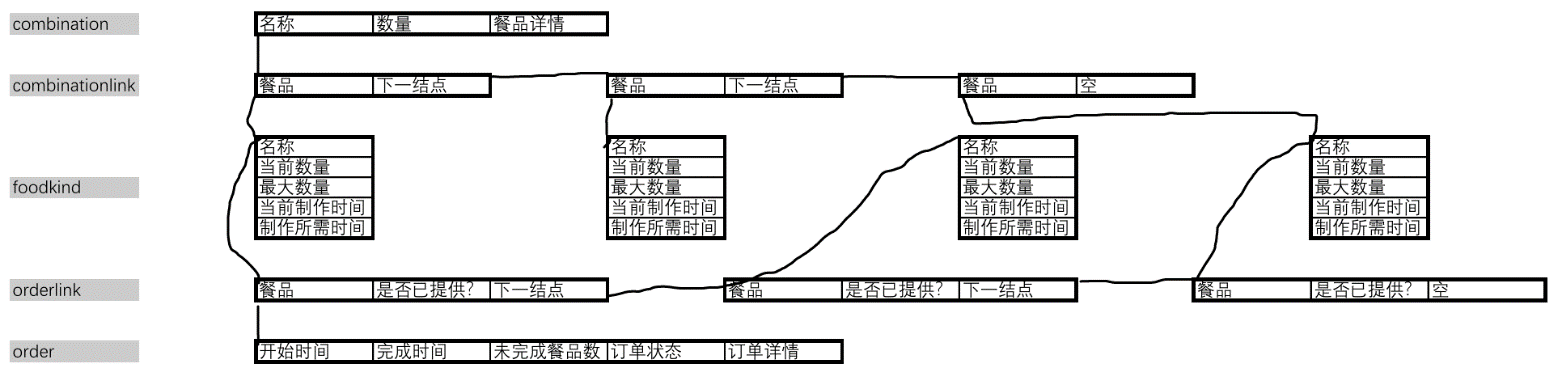 combination 名称 数量 餐品详情
combinationlink 餐品 下一结点 餐品 下一结点 餐品 空
名称 名称 名称 名称
当前数量 当前数量 当前数量 当前数量
foodkind 最大数量 最大数量 最大数量 最大数量
当前制作时间 当前制作时间 当前制作时间 当前制作时间
制作所需时间 制作所需时间 制作所需时间 制作所需时间
orderlink 餐品 是否已提供? 下一结点 餐品 是否已提供? 下一结点 餐品 是否已提供? 空
order 开始时间 完成时间 未完成餐品数 订单状态 订单详情